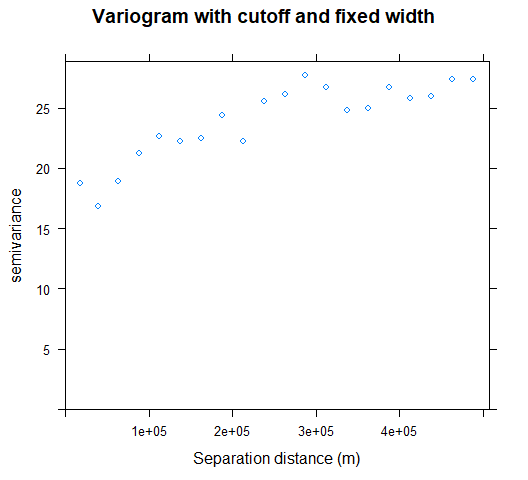 Variogram with cutoff and fixed width
semivariance
25
20
15
10
5
1e+05 2e+05 3e+05 4e+05
Separation distance (m)